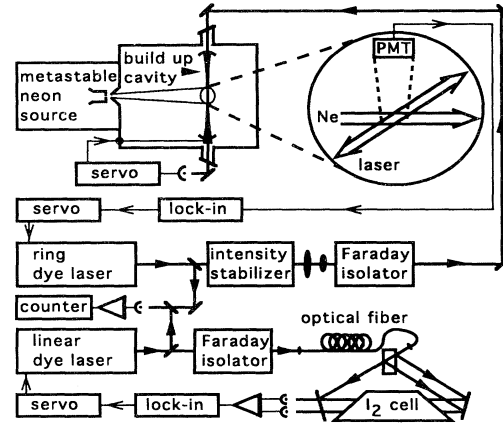 build up
cavity
metastable
neon
source
PMT
Ne
laser
servo
servo
lock-in
ring
dye laser
intensity
stabilizer
Faraday
isolator
counter
linear
dye laser
Faraday
isolator
optical fiber
servo
lock-in
I2 cell